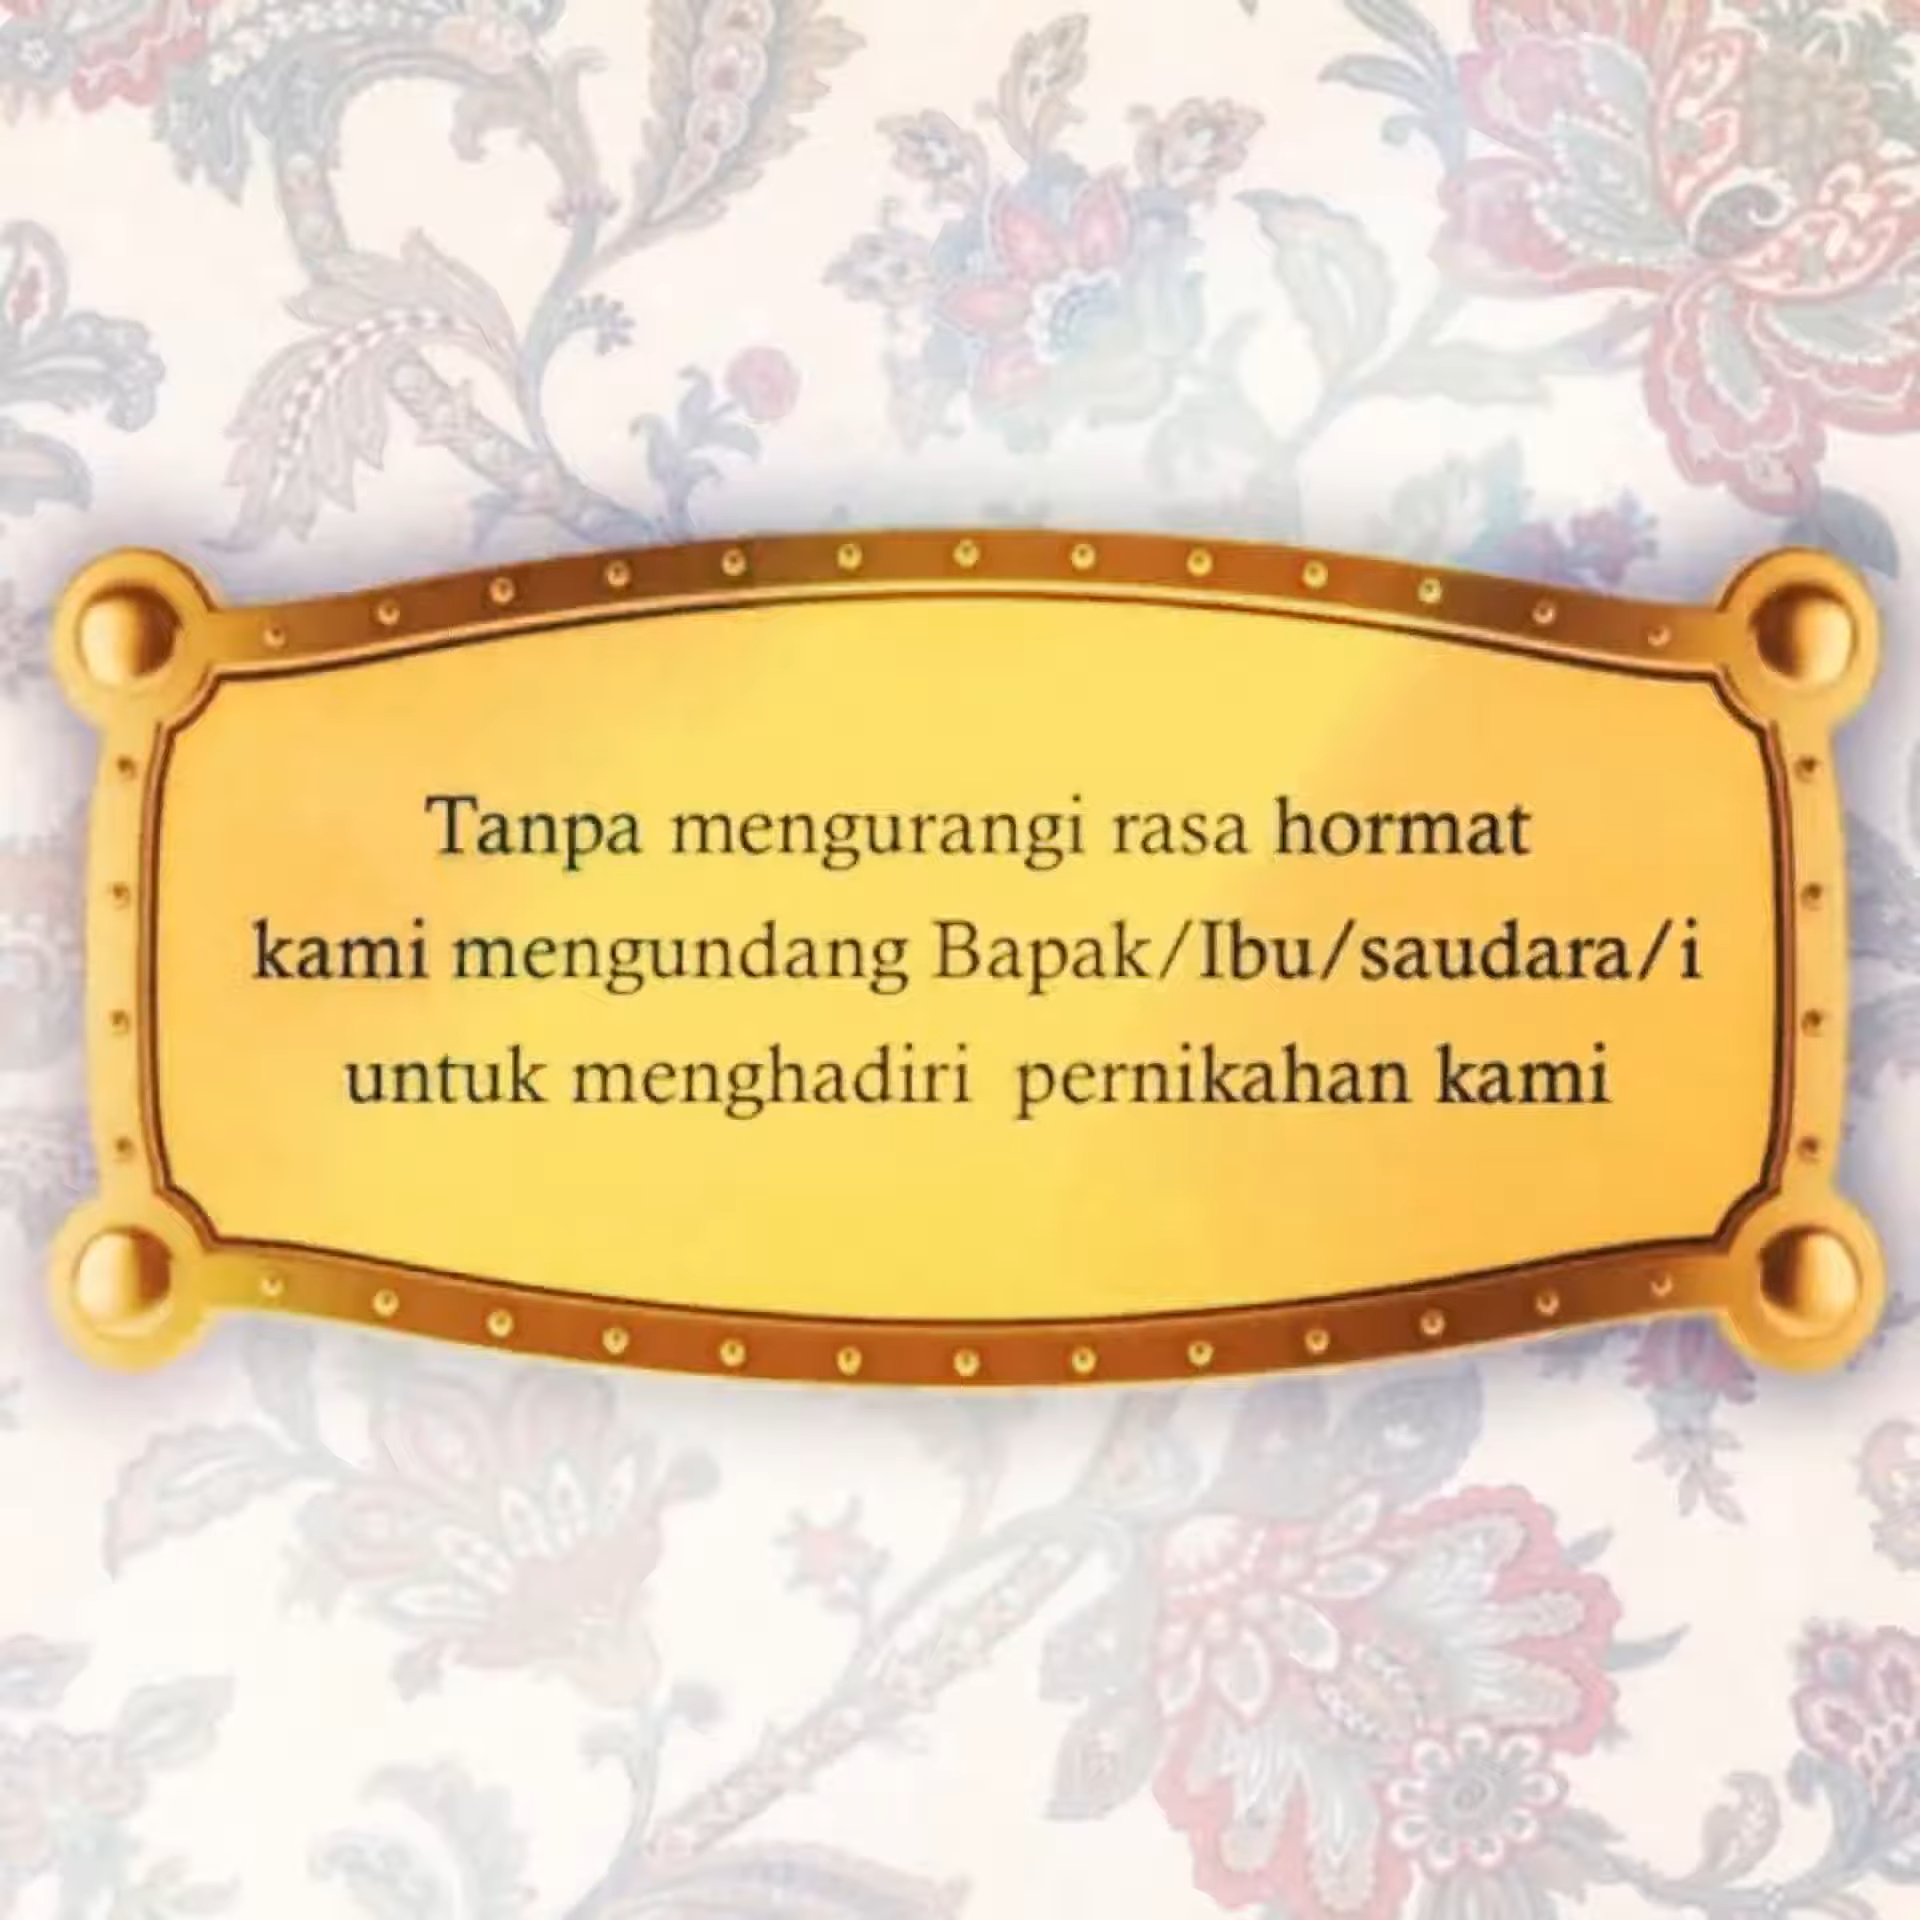 Tanpa mengurangi rasa hormat
kami mengundang Bapak/Ibu/saudara/i
untuk menghadiri pernikahan kami